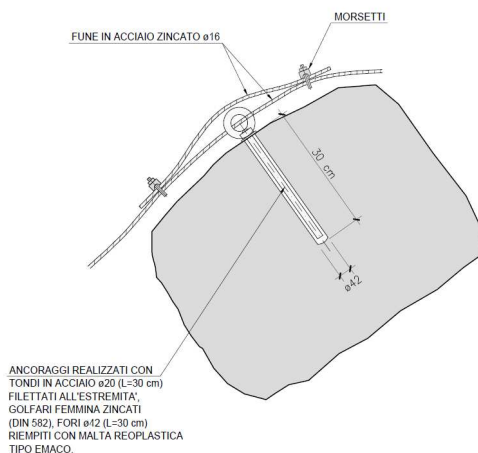 MORSETTI
FUNE IN ACCIAIO ZINCATO ø16
30 cm
ø42
ANCORAGGI REALIZZATI CON
TONDI IN ACCIAIO ø20 (L=30 cm)
FILETTATI ALL'ESTREMITA',
GOLFARI FEMMINA ZINCATI
(DIN 582), FORI ø42 (L=30 cm)
RIEMPITI CON MALTA REOPLASTICA
TIPO EMACO.